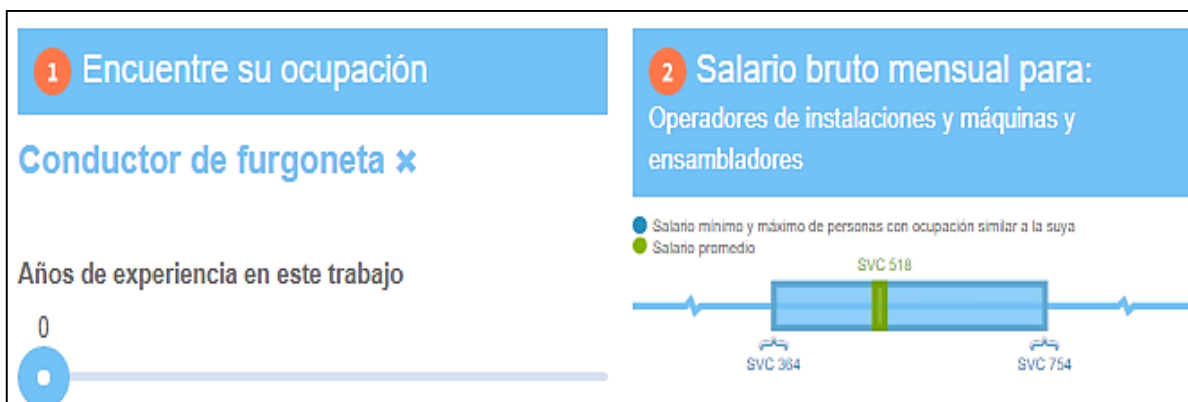 1 Encuentre su ocupación
Conductor de furgoneta ×
Años de experiencia en este trabajo
0
2 Salario bruto mensual para:
Operadores de instalaciones y máquinas y
ensambladores
Salario mínimo y máximo de personas con ocupación similar a la suya
Salario promedio
SVC 518
SVC 364
SVC 754